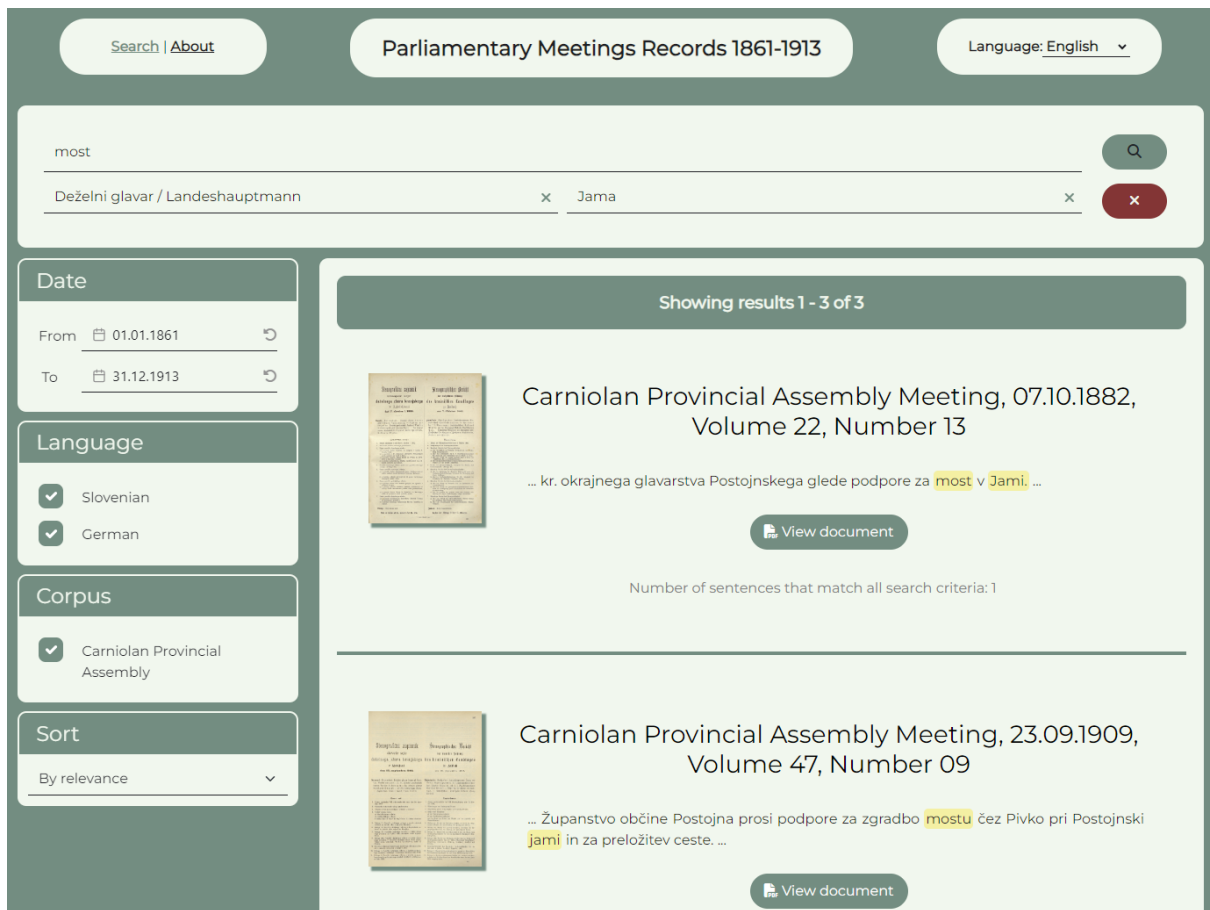 Search | About
Parliamentary Meetings Records 1861-1913
Language: English
most
Deželni glavar / Landeshauptmann
Jama
Date
From 01.01.1861
To 31.12.1913
Language
Slovenian
German
Corpus
Carniolan Provincial
Assembly
Sort
By relevance
Showing results 1 - 3 of 3
Carniolan Provincial Assembly Meeting, 07.10.1882,
Volume 22, Number 13
... kr. okrajnega glavarstva Postojnskega glede podpore za most v Jami. ...
View document
Number of sentences that match all search criteria: 1
Carniolan Provincial Assembly Meeting, 23.09.1909,
Volume 47, Number 09
... Županstvo občine Postojna prosi podpore za zgradbo mostu čez Pivko pri Postojnski
jami in za preložitev ceste. ...
View document